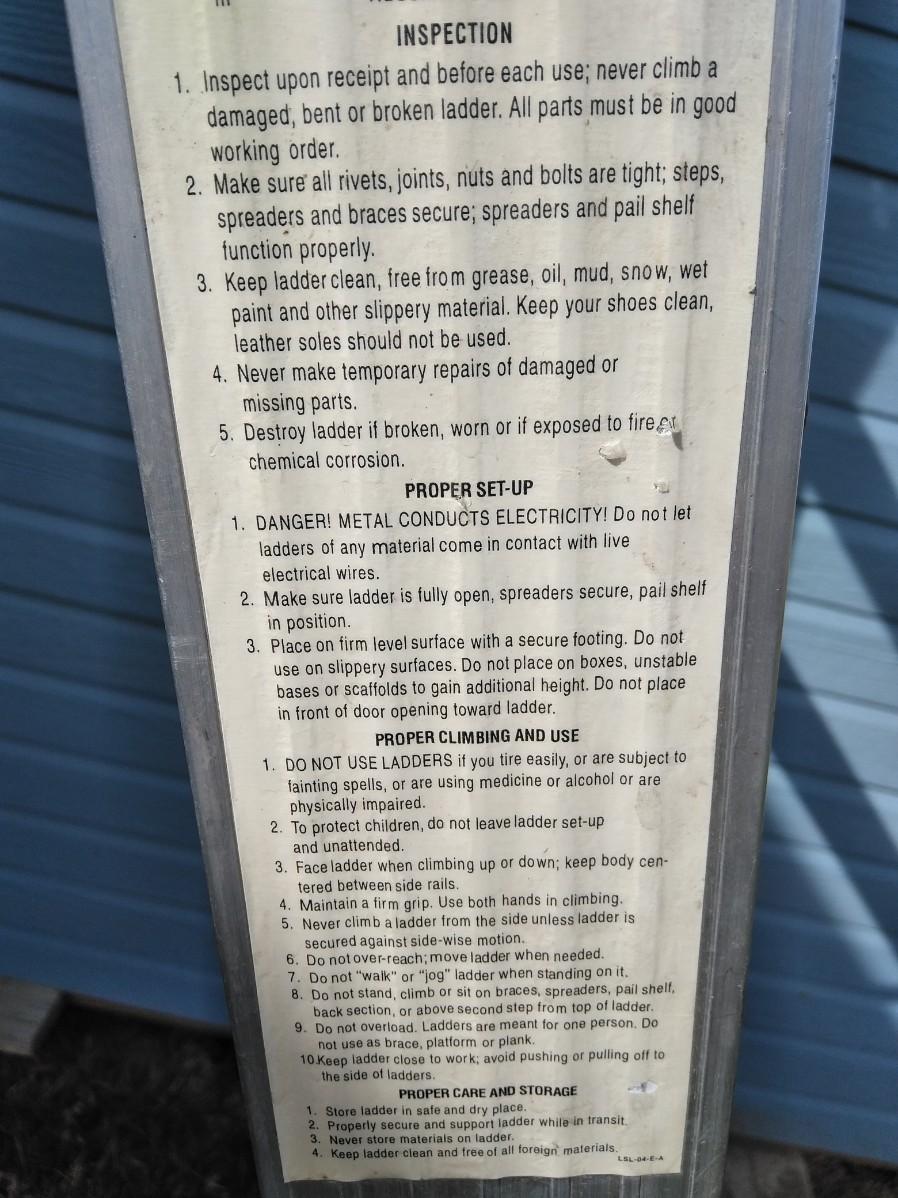 INSPECTION
1. Inspect upon receipt and before each use; never climb a
damaged, bent or broken ladder. All parts must be in good
working order.
2. Make sure all rivets, joints, nuts and bolts are tight; steps,
spreaders and braces secure; spreaders and pail shelf
function properly.
3. Keep ladder clean, free from grease, oil, mud, snow, wet
paint and other slippery material. Keep your shoes clean,
leather soles should not be used.
4. Never make temporary repairs of damaged or
missing parts.
5. Destroy ladder if broken, worn or if exposed to fire or
chemical corrosion.
PROPER SET-UP
1. DANGER! METAL CONDUCTS ELECTRICITY! Do not let
ladders of any material come in contact with live
electrical wires.
2. Make sure ladder is fully open, spreaders secure, pail shelf
in position.
3. Place on firm level surface with a secure footing. Do not
use on slippery surfaces. Do not place on boxes, unstable
bases or scaffolds to gain additional height. Do not place
in front of door opening toward ladder.
PROPER CLIMBING AND USE
1. DO NOT USE LADDERS if you tire easily, or are subject to
fainting spells, or are using medicine or alcohol or are
physically impaired.
2. To protect children, do not leave ladder set-up
and unattended.
3. Face ladder when climbing up or down; keep body cen-
tered between side rails.
4. Maintain a firm grip. Use both hands in climbing.
5. Never climb a ladder from the side unless ladder is
secured against side-wise motion.
6. Do not over-reach; move ladder when needed.
7. Do not "walk" or "jog" ladder when standing on it.
8. Do not stand, climb or sit on braces, spreaders, pail shelf,
back section, or above second step from top of ladder.
9. Do not overload. Ladders are meant for one person. Do
not use as brace, platform or plank.
10.Keep ladder close to work; avoid pushing or pulling off to
the side of ladders.
PROPER CARE AND STORAGE
1. Store ladder in safe and dry place.
2. Properly secure and support ladder while in transit.
3. Never store materials on ladder.
4. Keep ladder clean and free of all foreign materials.
LSL-04-E-A